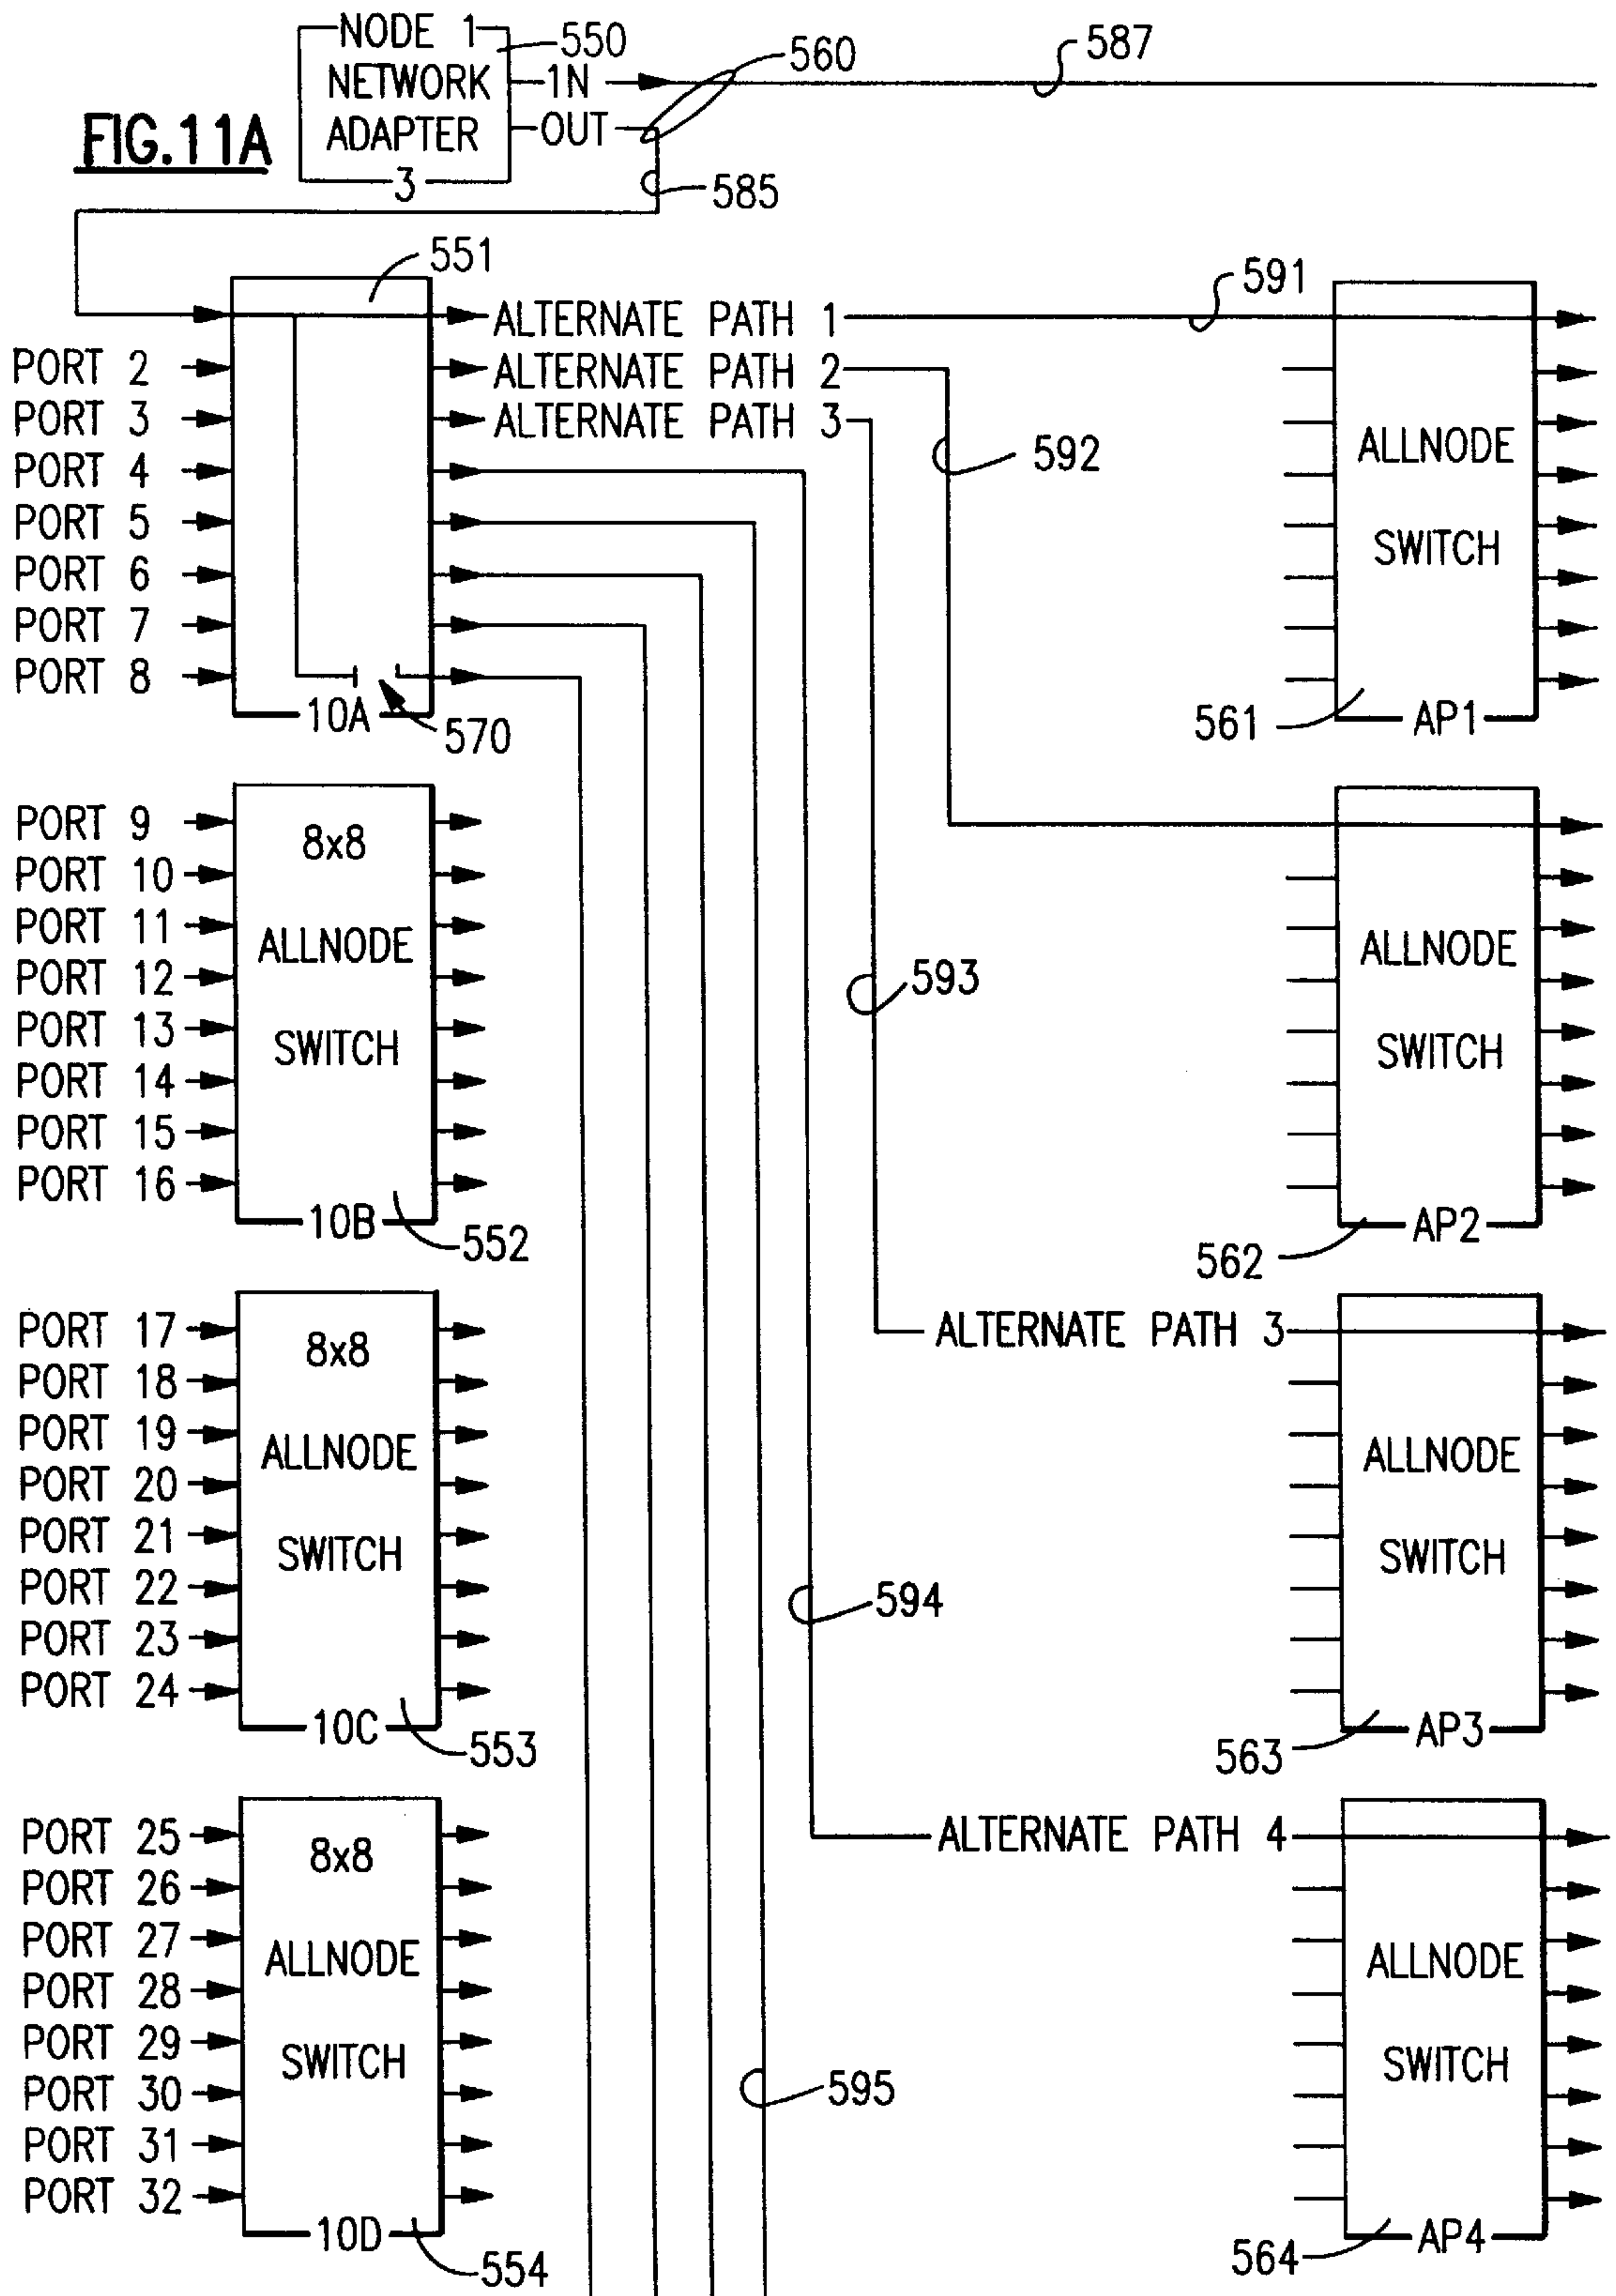 FIG.11A
NODE 1
NETWORK
ADAPTER
3
550
1N
OUT
560
587
585
551
ALTERNATE PATH 1
591
PORT 2
ALTERNATE PATH 2
PORT 3
ALTERNATE PATH 3
592
PORT 4
PORT 5
PORT 6
PORT 7
PORT 8
10A
570
ALLNODE
SWITCH
561
AP1
PORT 9
PORT 10
PORT 11
PORT 12
PORT 13
PORT 14
PORT 15
PORT 16
8x8
ALLNODE
SWITCH
10B
552
593
ALLNODE
SWITCH
AP2
562
PORT 17
PORT 18
PORT 19
PORT 20
PORT 21
PORT 22
PORT 23
PORT 24
8x8
ALLNODE
SWITCH
10C
553
ALTERNATE PATH 3
594
ALLNODE
SWITCH
AP3
563
PORT 25
PORT 26
PORT 27
PORT 28
PORT 29
PORT 30
PORT 31
PORT 32
8x8
ALLNODE
SWITCH
10D
554
ALTERNATE PATH 4
595
ALLNODE
SWITCH
AP4
564